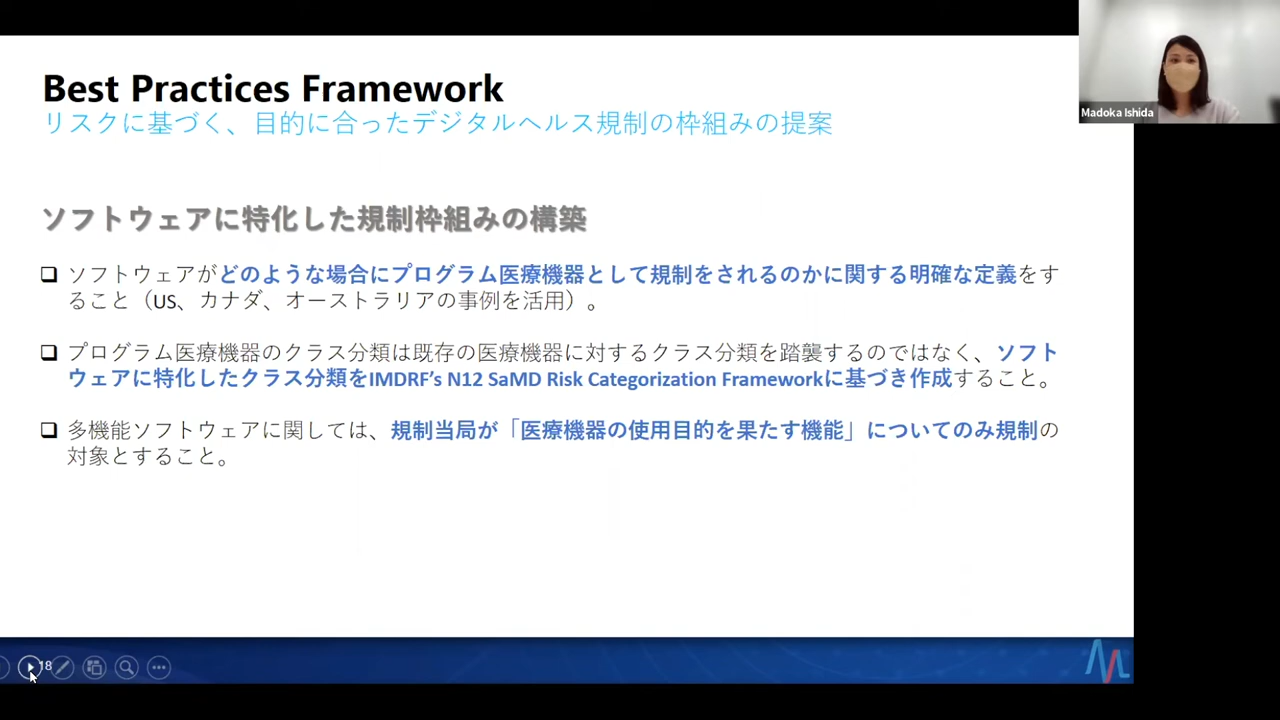 Best Practices Framework
リスクに基づく、目的に合ったデジタルヘルス規制の枠組みの提案
Madoka Ishida
ソフトウェアに特化した規制枠組みの構築
ソフトウェアがどのような場合にプログラム医療機器として規制をされるのかに関する明確な定義をす
ること（US、カナダ、オーストラリアの事例を活用）。
プログラム医療機器のクラス分類は既存の医療機器に対するクラス分類を踏襲するのではなく、ソフト
ウェアに特化したクラス分類をIMDRF’s N12 SaMD Risk Categorization Frameworkに基づき作成すること。
多機能ソフトウェアに関しては、規制当局が「医療機器の使用目的を果たす機能」についてのみ規制の
対象とすること。
18